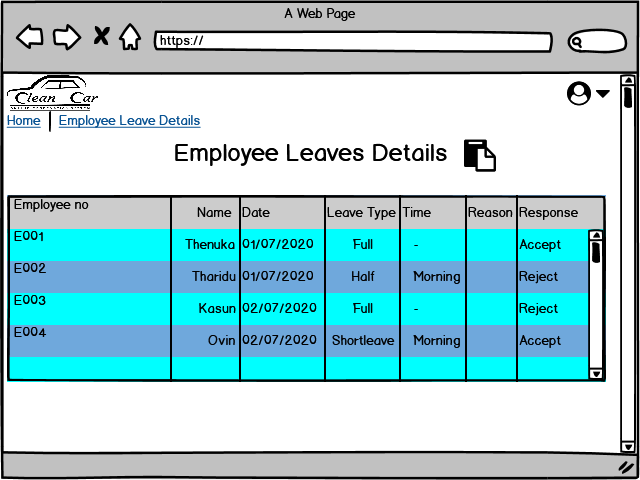 A Web Page
https://
Clean Car
Home Employee Leave Details
Employee Leaves Details
Employee no Name Date Leave Type Time Reason Response
E001 Thenuka 01/07/2020 Full - Accept
E002 Tharidu 01/07/2020 Half Morning Reject
E003 Kasun 02/07/2020 Full - Reject
E004 Ovin 02/07/2020 Shortleave Morning Accept